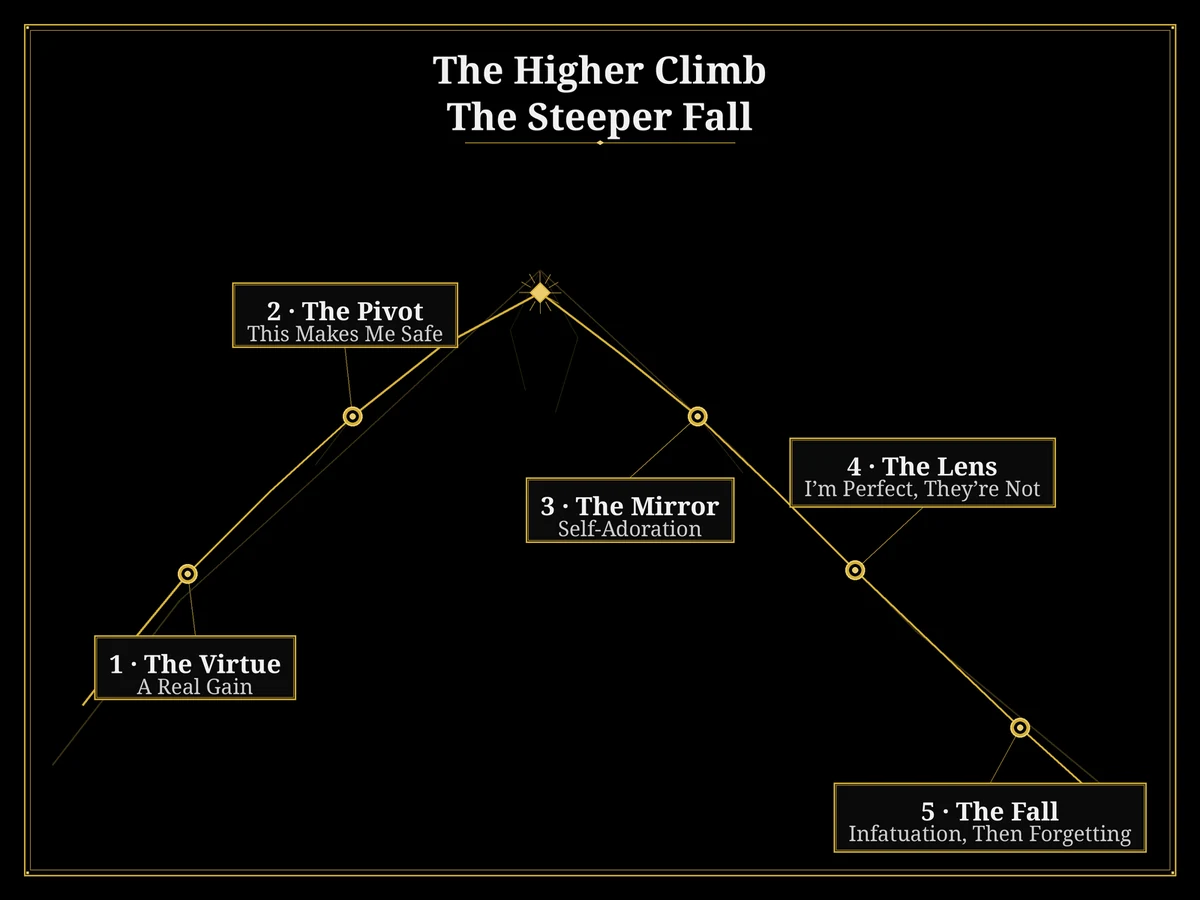 The Higher Climb
The Steeper Fall
2 · The Pivot
This Makes Me Safe
4 · The Lens
I’m Perfect, They’re Not
3 · The Mirror
Self-Adoration
1 · The Virtue
A Real Gain
5 · The Fall
Infatuation, Then Forgetting